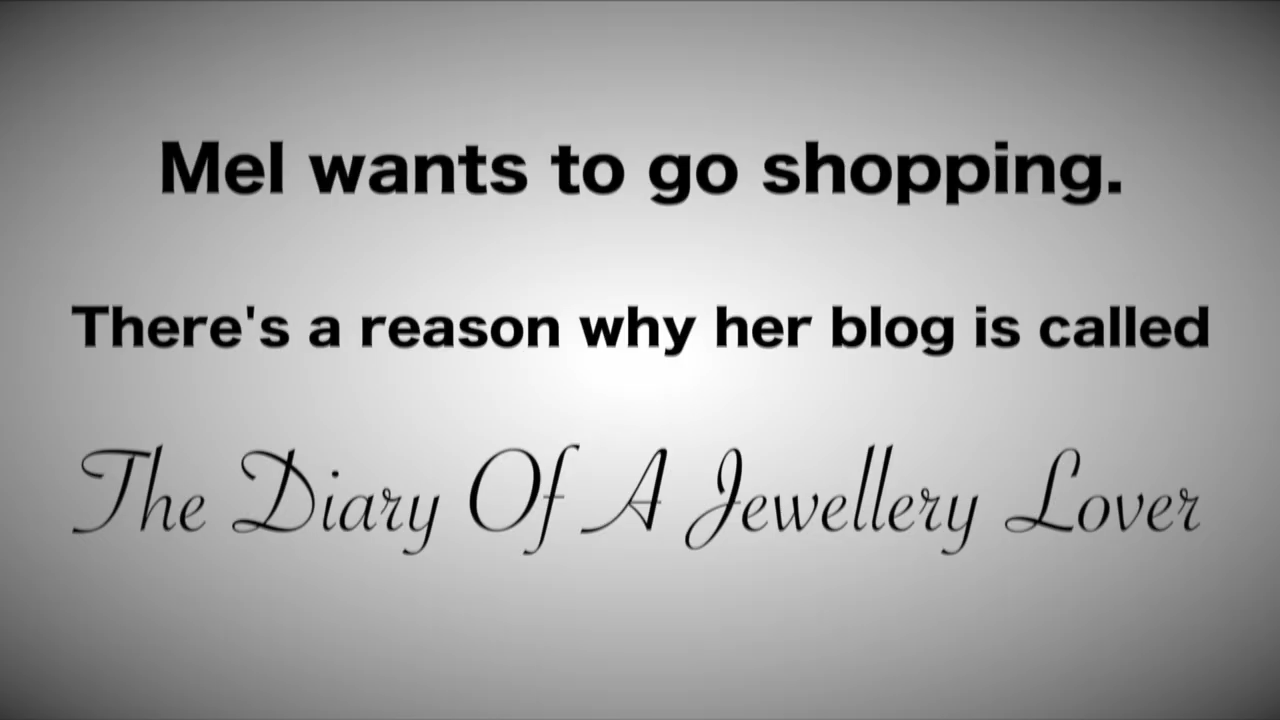 Mel wants to go shopping.
There's a reason why her blog is called
The Diary Of A Jewellery Lover